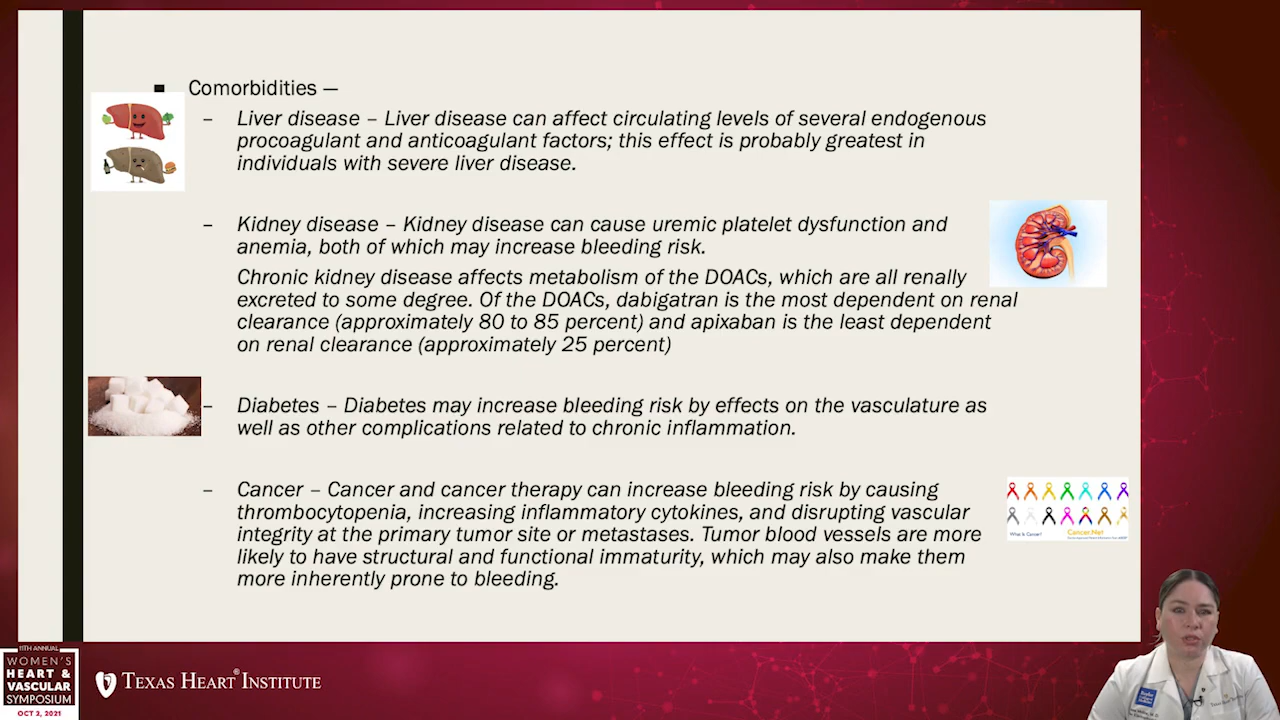 Comorbidities —
– Liver disease – Liver disease can affect circulating levels of several endogenous
procoagulant and anticoagulant factors; this effect is probably greatest in
individuals with severe liver disease.
– Kidney disease – Kidney disease can cause uremic platelet dysfunction and
anemia, both of which may increase bleeding risk.
Chronic kidney disease affects metabolism of the DOACs, which are all renally
excreted to some degree. Of the DOACs, dabigatran is the most dependent on renal
clearance (approximately 80 to 85 percent) and apixaban is the least dependent
on renal clearance (approximately 25 percent)
– Diabetes – Diabetes may increase bleeding risk by effects on the vasculature as
well as other complications related to chronic inflammation.
– Cancer – Cancer and cancer therapy can increase bleeding risk by causing
thrombocytopenia, increasing inflammatory cytokines, and disrupting vascular
integrity at the primary tumor site or metastases. Tumor blood vessels are more
likely to have structural and functional immaturity, which may also make them
more inherently prone to bleeding.
What is Cancer?
Cancer.Net
11TH ANNUAL
WOMEN'S
HEART &
VASCULAR
SYMPOSIUM
OCT 2, 2021
TEXAS HEART® INSTITUTE